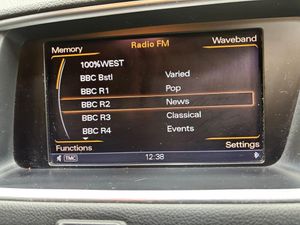 Radio FM
Memory Waveband
100%WEST
BBC Bstl Varied
BBC R1 Pop
BBC R2 News
BBC R3 Classical
BBC R4 Events
Functions Settings
TMC 12:38